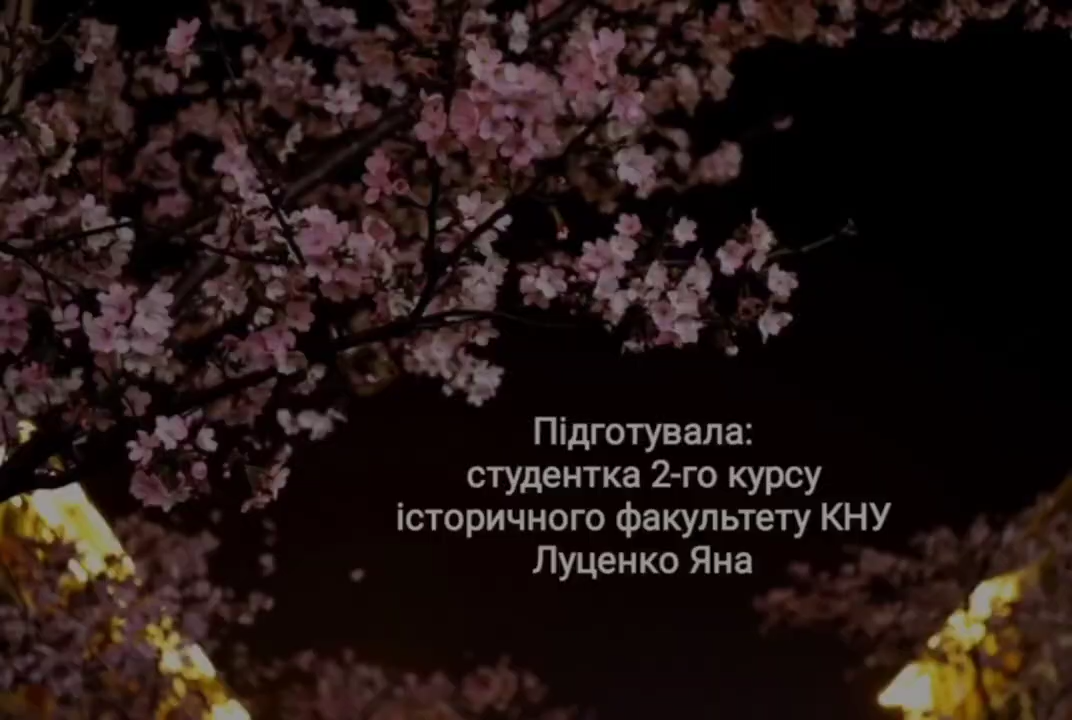 Підготувала:
студентка 2-го курсу
історичного факультету КНУ
Луценко Яна